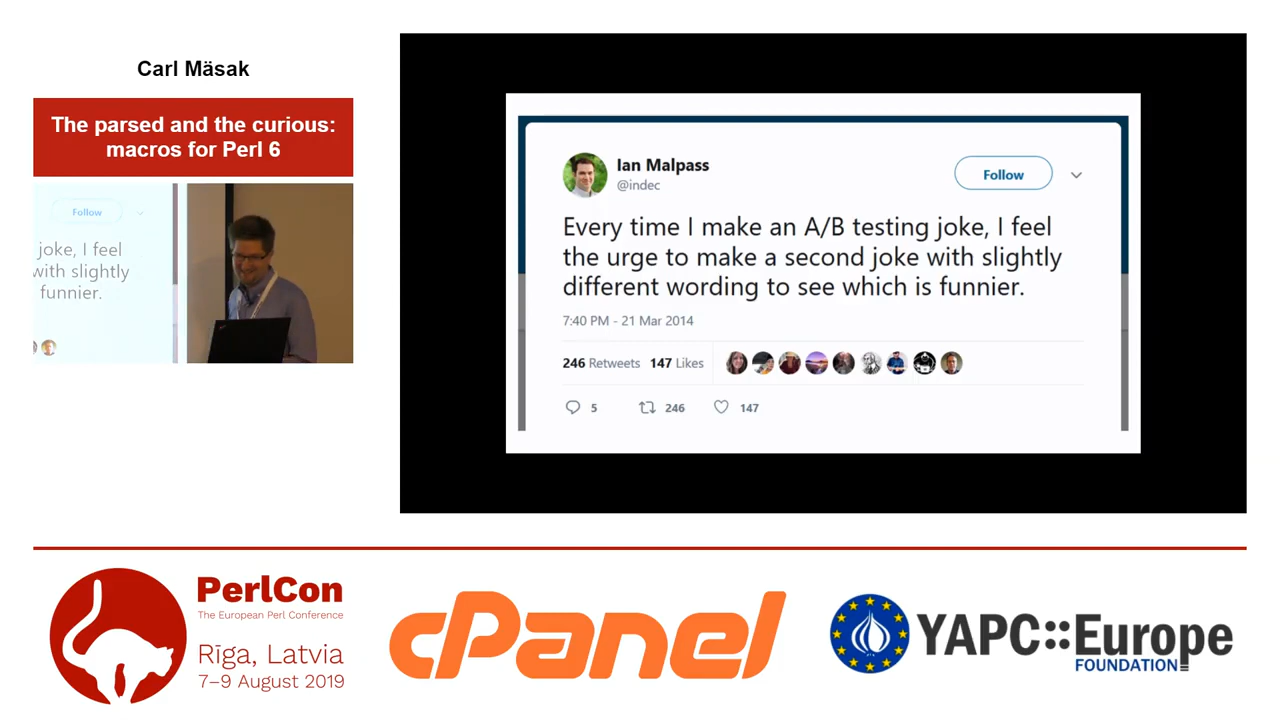 Carl Mäsak
The parsed and the curious:
macros for Perl 6
Follow
joke, I feel
with slightly
funnier.
Ian Malpass
@indec
Follow
Every time I make an A/B testing joke, I feel
the urge to make a second joke with slightly
different wording to see which is funnier.
7:40 PM - 21 Mar 2014
246 Retweets 147 Likes
5 246 147
PerlCon
The European Perl Conference
Rīga, Latvia
7–9 August 2019
cPanel
YAPC::Europe
FOUNDATION